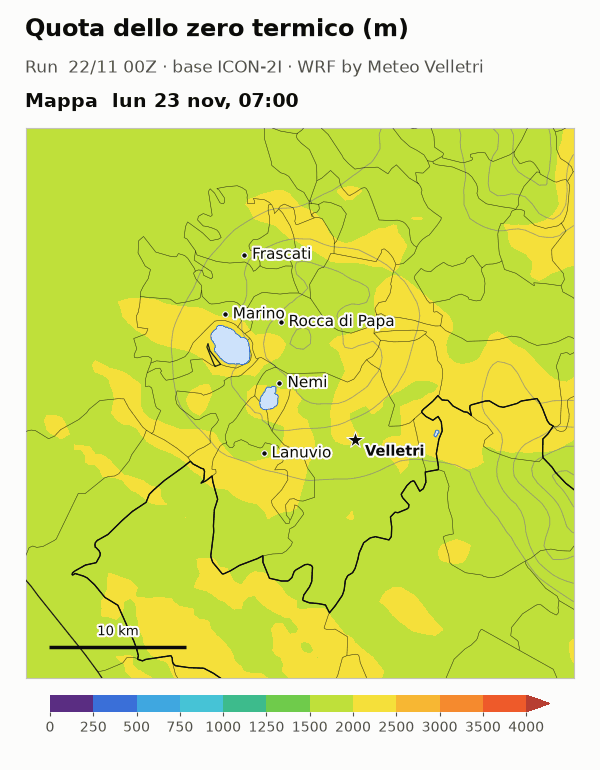 Quota dello zero termico (m)
Run  22/11 00Z · base ICON-2I · WRF by Meteo Velletri
Mappa  lun 23 nov, 07:00
Frascati
Marino
Rocca di Papa
Nemi
Velletri
Lanuvio
10 km
0 250 500 750 1000 1250 1500 2000 2500 3000 3500 4000